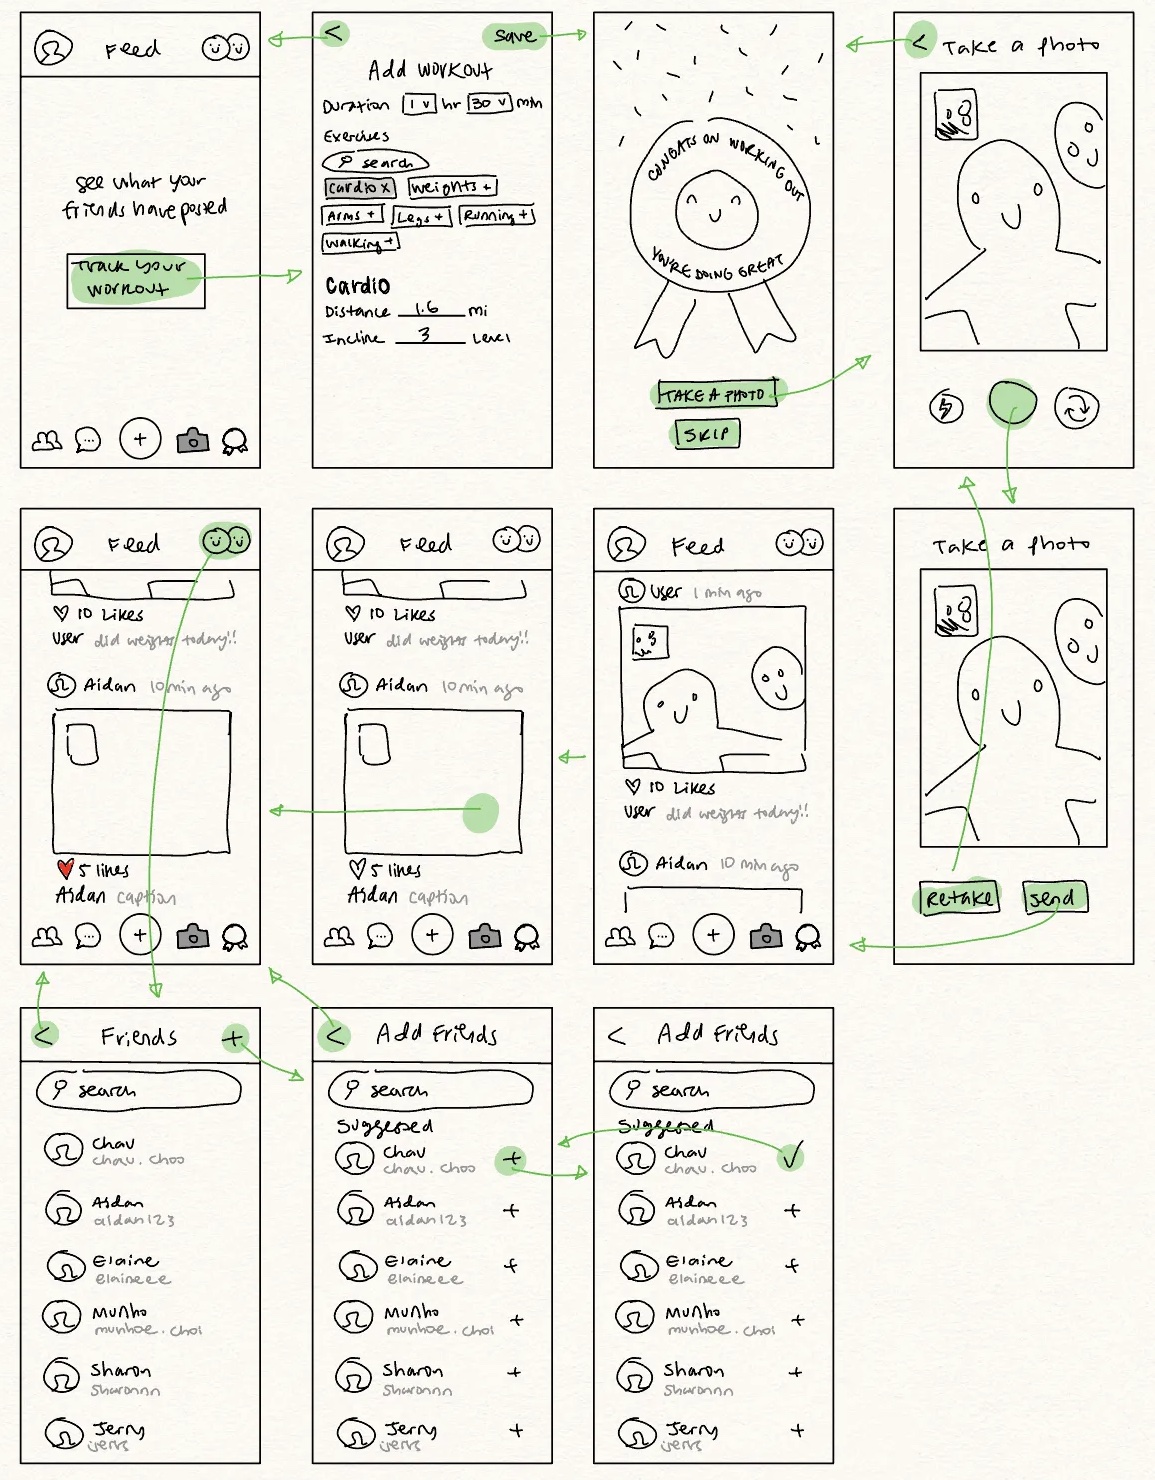 Feed
see what your
friends have posted
Track your
workout
<
save
Add workout
Duration 1 v hr 30 v min
Exercises
search
cardio x weights +
Arms + Legs + Running +
walking +
Cardio
Distance 1.6 mi
Incline 3 Level
CONGRATS ON WORKING OUT
YOU'RE DOING GREAT
TAKE A PHOTO
SKIP
< Take a photo
Feed
10 Likes
User did weights today!!
Aidan 10 min ago
5 likes
Aidan caption
Feed
10 Likes
User did weights today!!
Aidan 10 min ago
5 likes
Aidan caption
Feed
User 1 min ago
10 Likes
User did weights today!!
Aidan 10 min ago
Take a photo
Retake
send
< Friends +
search
Chau
chau.choo
Aidan
aidan123
Elaine
elaineee
Munho
munhoe.choi
Sharon
Sharonnn
Jerry
< Add Friends
search
Suggested
Chau +
chau.choo
Aidan +
aidan123
Elaine +
elaineee
Munho +
munhoe.choi
Sharon +
Sharonnn
Jerry +
< Add Friends
search
Suggested
Chau ✓
chau.choo
Aidan +
aidan123
Elaine +
elaineee
Munho +
munhoe.choi
Sharon +
Sharonnn
Jerry +